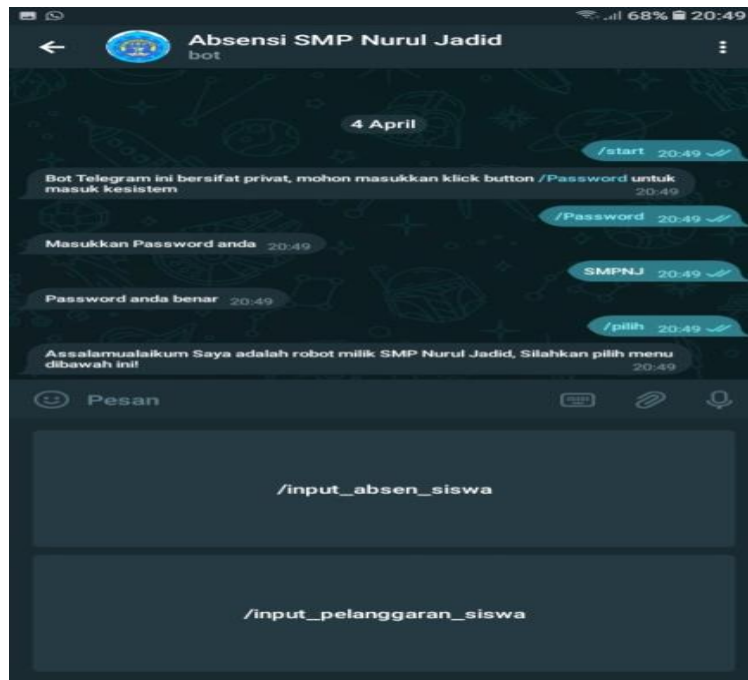 68% 20:49
Absensi SMP Nurul Jadid
bot
4 April
/start 20:49
Bot Telegram ini bersifat privat, mohon masukkan klick button /Password untuk
masuk kesistem 20:49
/Password 20:49
Masukkan Password anda 20:49
SMPNJ 20:49
Password anda benar 20:49
/pilih 20:49
Assalamualaikum Saya adalah robot milik SMP Nurul Jadid, Silahkan pilih menu
dibawah ini! 20:49
Pesan
/input_absen_siswa
/input_pelanggaran_siswa